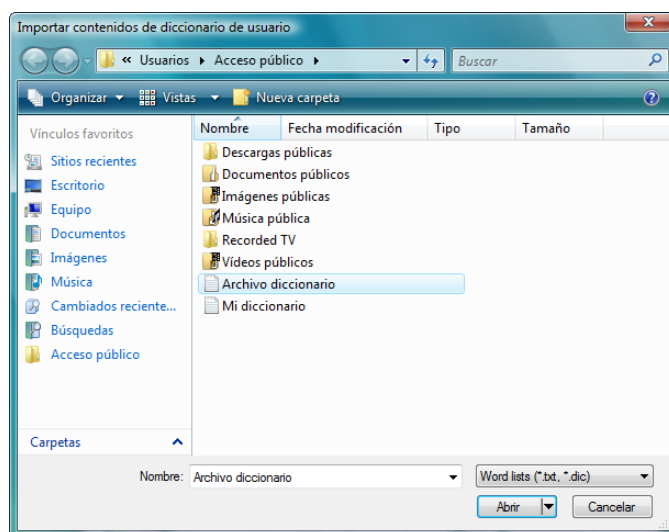 Importar contenidos de diccionario de usuario
« Usuarios ▸ Acceso público ▸ Buscar
Organizar Vistas Nueva carpeta
Vínculos favoritos
Sitios recientes
Escritorio
Equipo
Documentos
Imágenes
Música
Cambiados reciente...
Búsquedas
Acceso público
Carpetas
Nombre Fecha modificación Tipo Tamaño
Descargas públicas
Documentos públicos
Imágenes públicas
Música pública
Recorded TV
Vídeos públicos
Archivo diccionario
Mi diccionario
Nombre: Archivo diccionario Word lists (*.txt, *.dic)
Abrir Cancelar